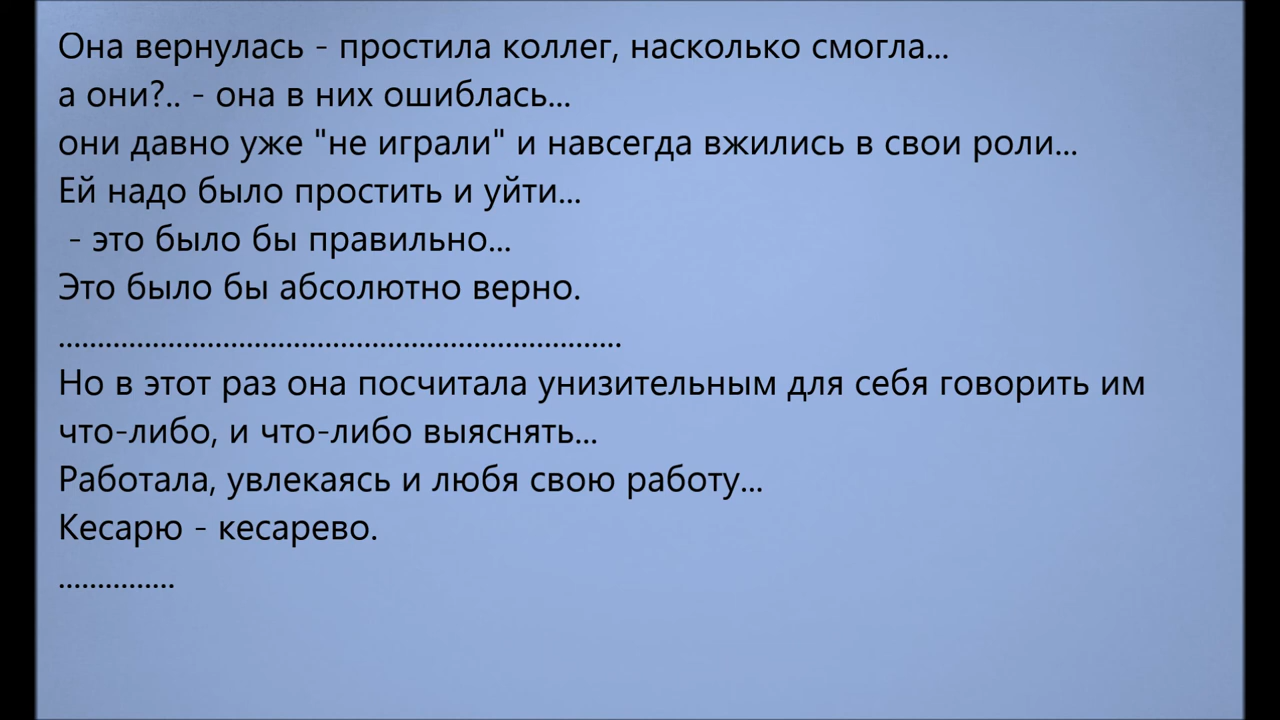 Она вернулась - простила коллег, насколько смогла...
а они?.. - она в них ошиблась...
они давно уже "не играли" и навсегда вжились в свои роли...
Ей надо было простить и уйти...
- это было бы правильно...
Это было бы абсолютно верно.
........................................................................
Но в этот раз она посчитала унизительным для себя говорить им
что-либо, и что-либо выяснять...
Работала, увлекаясь и любя свою работу...
Кесарю - кесарево.
...............